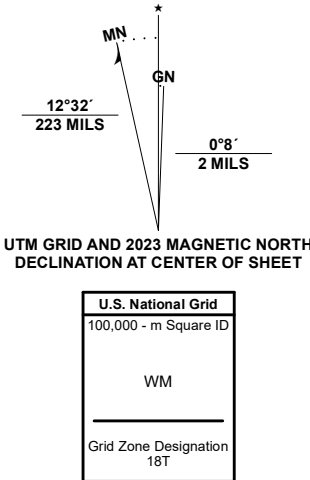 MN
GN
12°32´
223 MILS
0°8´
2 MILS
UTM GRID AND 2023 MAGNETIC NORTH
DECLINATION AT CENTER OF SHEET
U.S. National Grid
100,000 - m Square ID
WM
Grid Zone Designation
18T